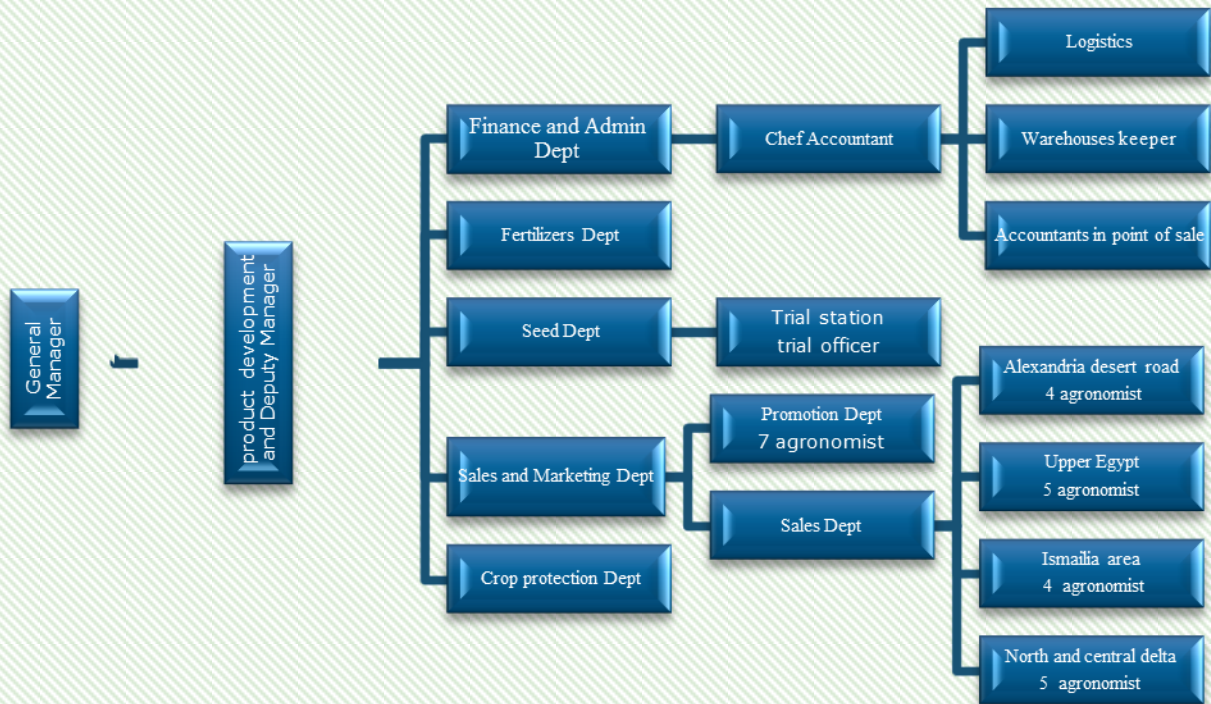 General
Manager
product development
and Deputy Manager
Finance and Admin
Dept
Fertilizers Dept
Seed Dept
Sales and Marketing Dept
Crop protection Dept
Chef Accountant
Trial station
trial officer
Promotion Dept
7 agronomist
Sales Dept
Logistics
Warehouses keeper
Accountants in point of sale
Alexandria desert road
4 agronomist
Upper Egypt
5 agronomist
Ismailia area
4 agronomist
North and central delta
5 agronomist